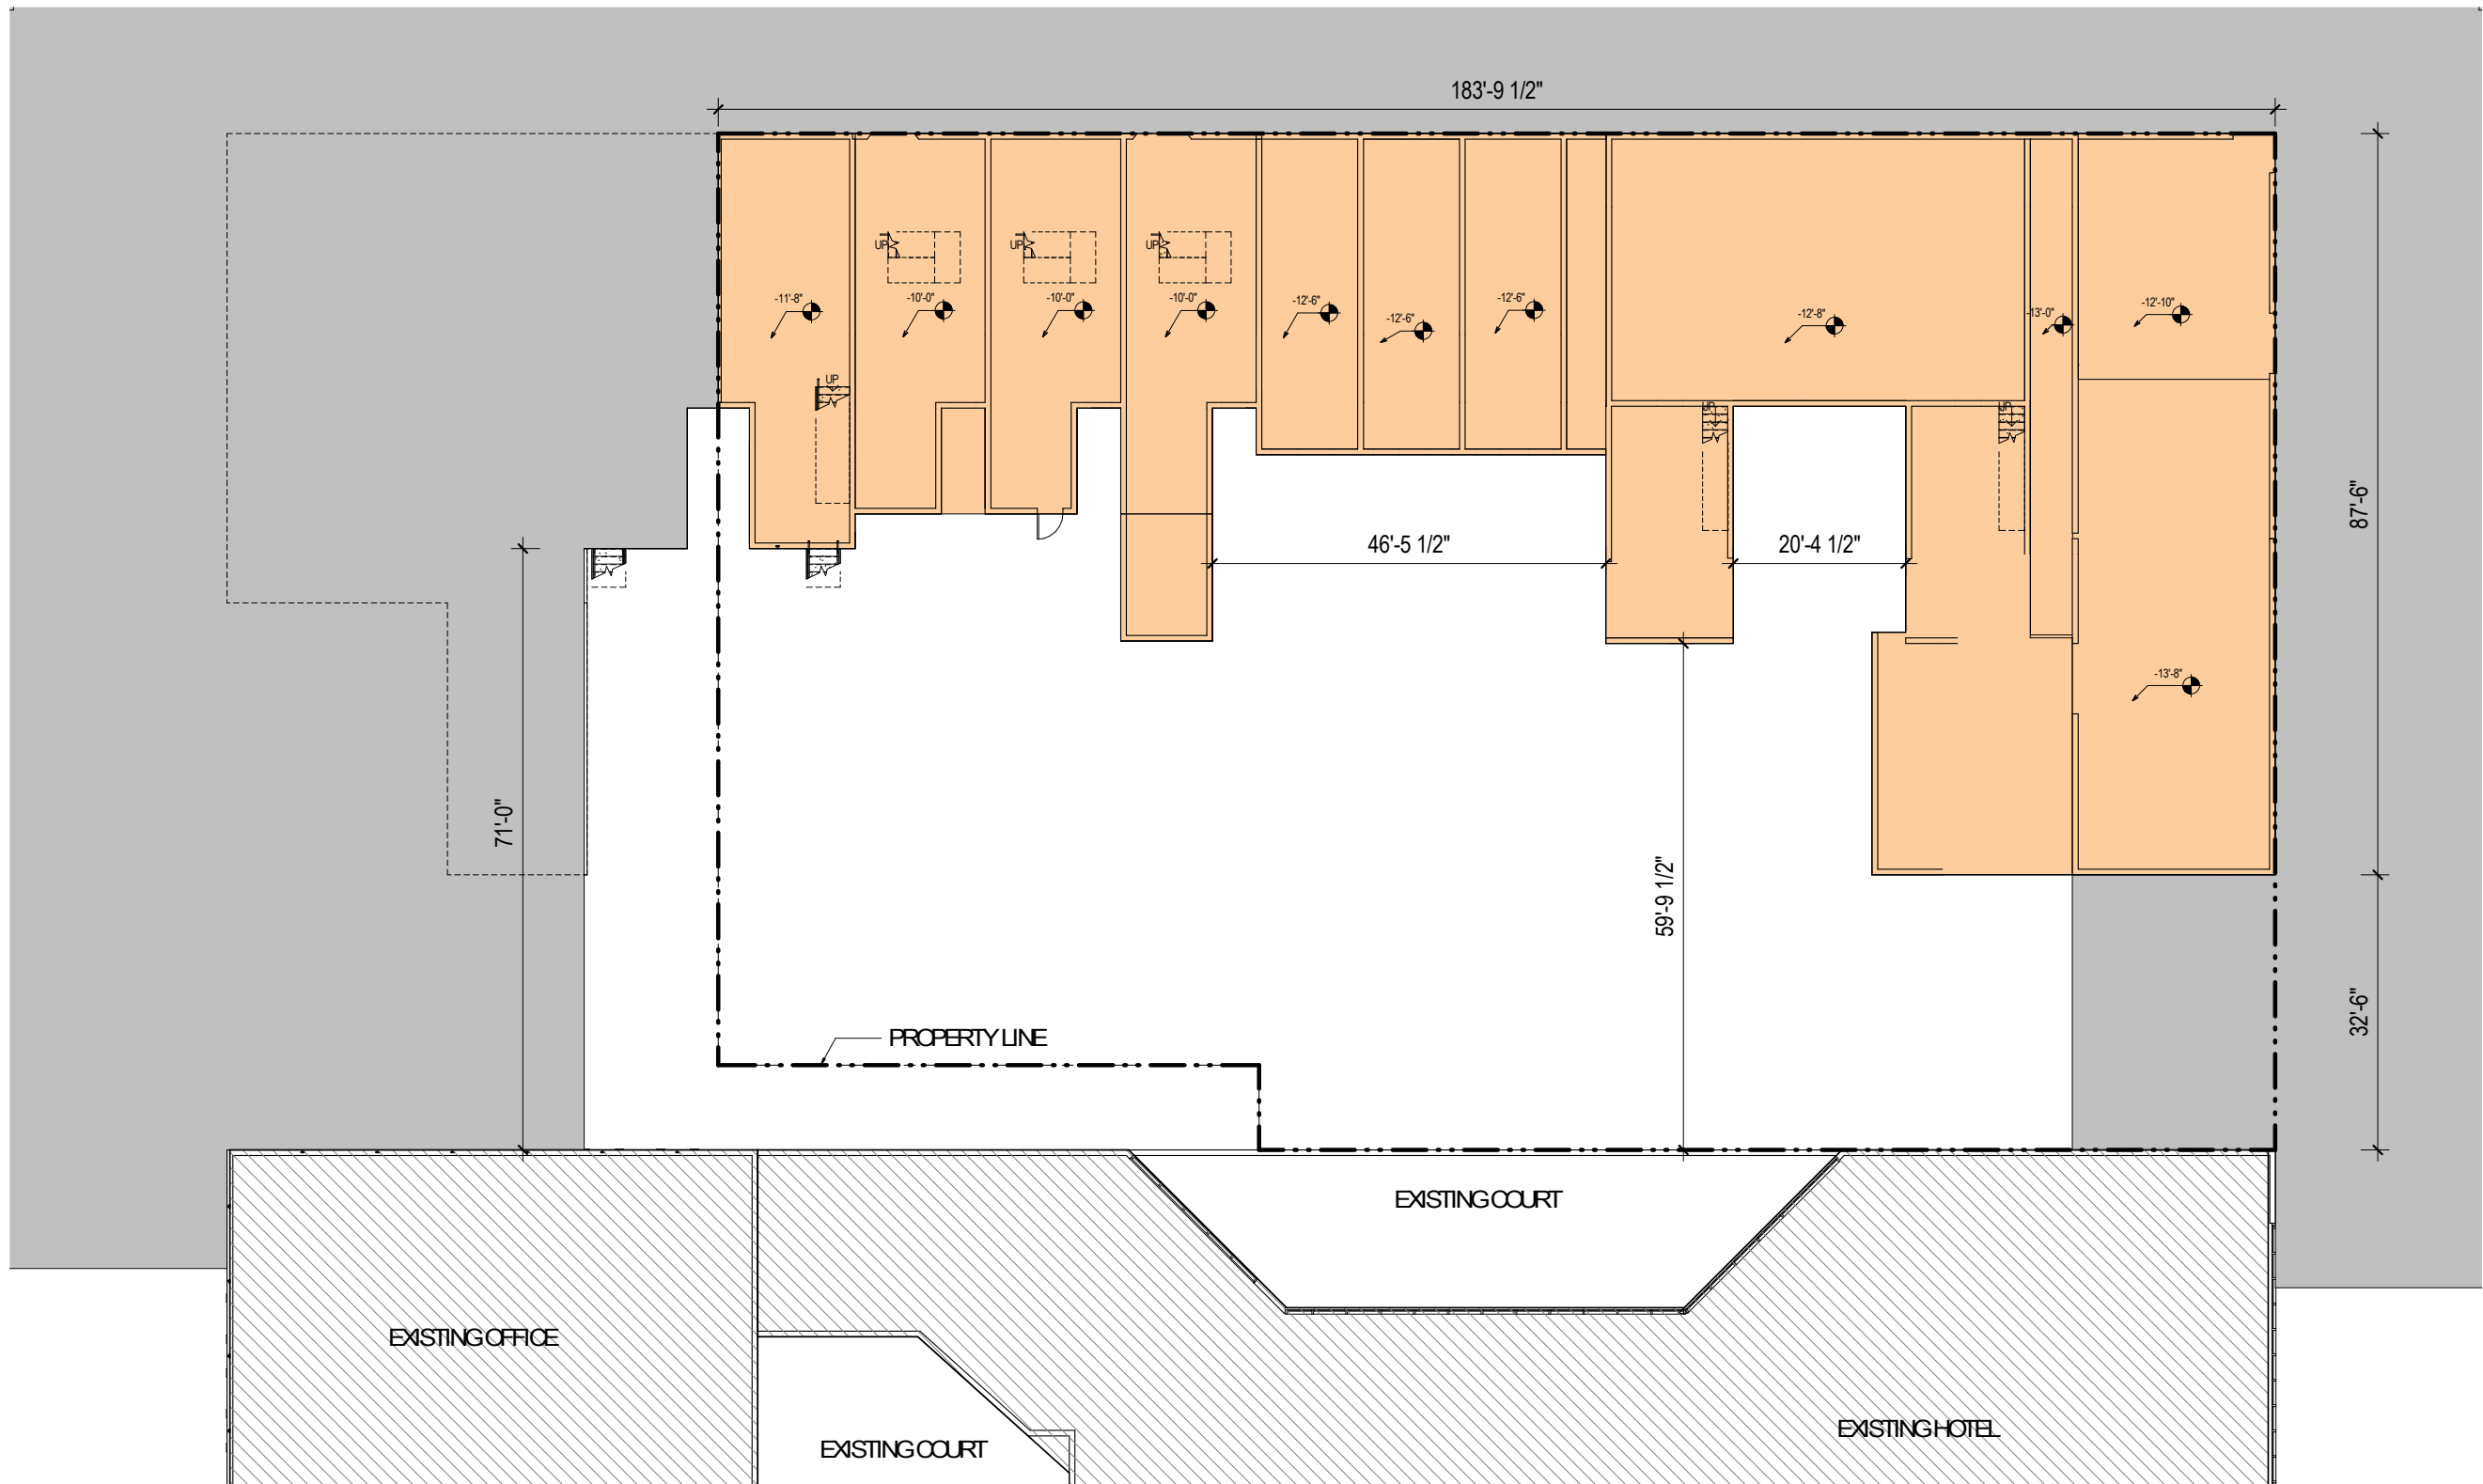 183'-9 1/2"
UP
UP
UP
-11'-8"
-10'-0"
-10'-0"
-10'-0"
-12'-6"
-12'-6"
-12'-6"
-12'-8"
-13'-0"
-12'-10"
UP
UP
UP
87'-6"
46'-5 1/2"
20'-4 1/2"
-13'-8"
71'-0"
59'-9 1/2"
32'-6"
PROPERTY LINE
EXISTING COURT
EXISTING OFFICE
EXISTING COURT
EXISTING HOTEL